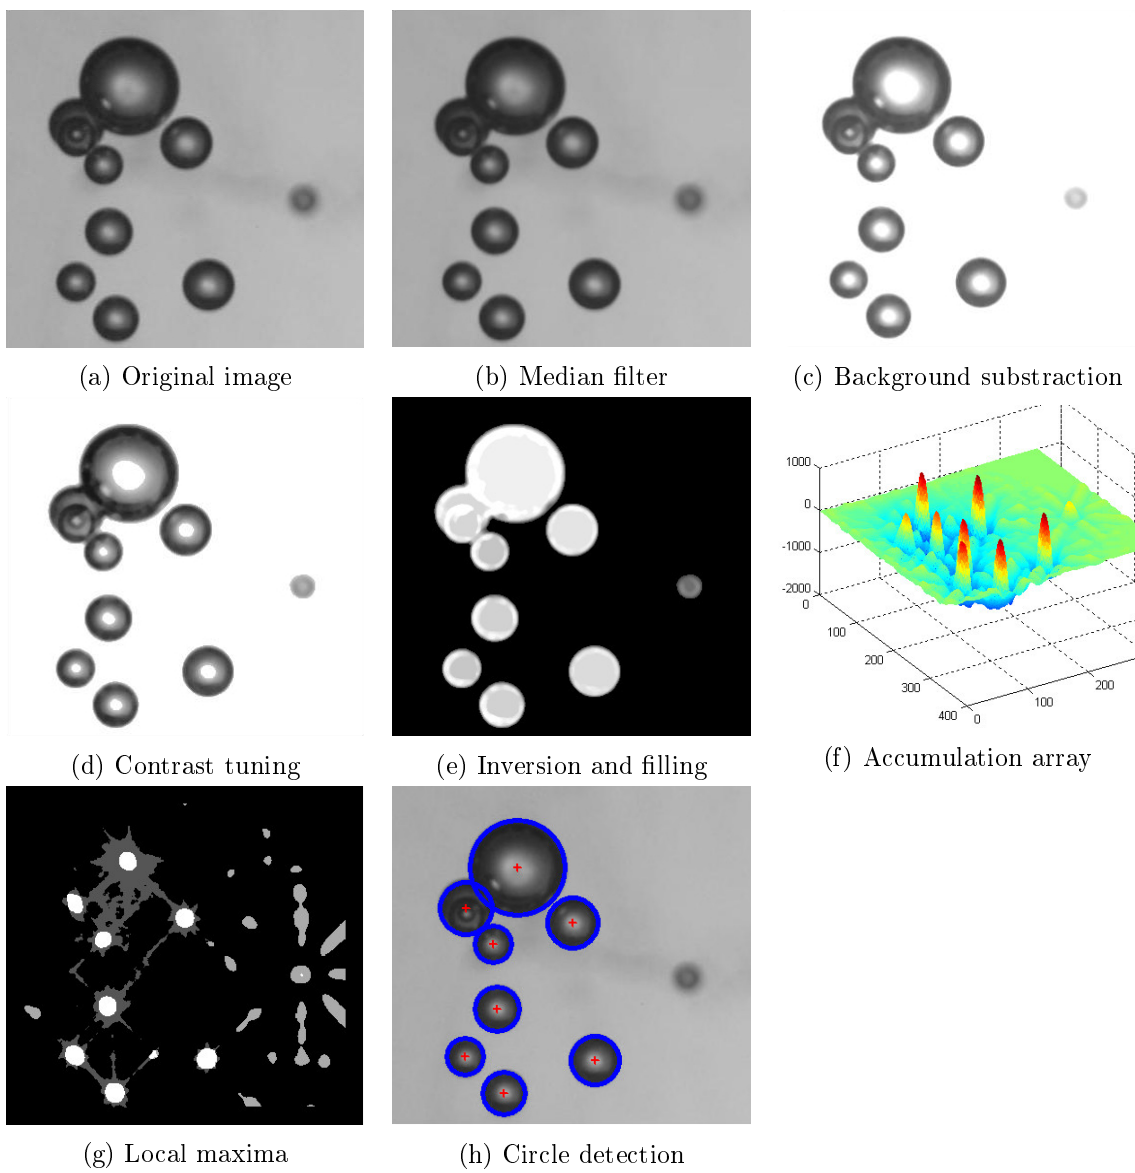 (a) Original image
(b) Median filter
(c) Background substraction
(d) Contrast tuning
(e) Inversion and filling
1000
0
-1000
-2000
0
100
200
300
400
0
100
200
(f) Accumulation array
(g) Local maxima
(h) Circle detection